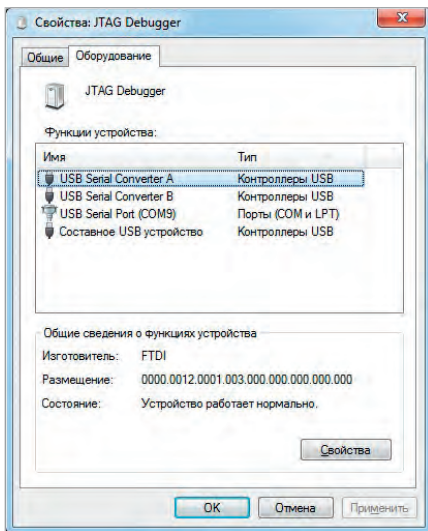 Свойства: JTAG Debugger
Общие Оборудование
JTAG Debugger
Функции устройства:
Имя Тип
USB Serial Converter A Контроллеры USB
USB Serial Converter B Контроллеры USB
USB Serial Port (COM9) Порты (COM и LPT)
Составное USB устройство Контроллеры USB
Общие сведения о функциях устройства
Изготовитель: FTDI
Размещение: 0000.0012.0001.003.000.000.000.000.000
Состояние: Устройство работает нормально.
Свойства
OK Отмена Применить